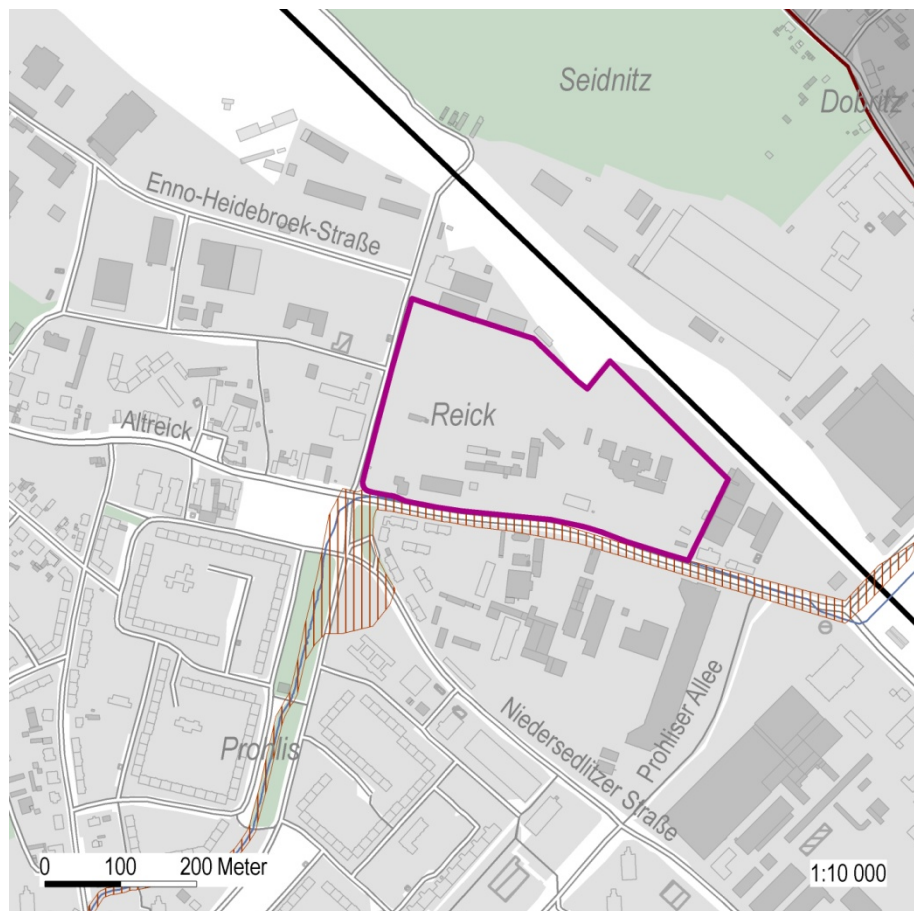 Seidnitz
Dobritz
Enno-Heidebroek-Straße
Reick
Altreick
Niedersedlitzer Straße
Prohliser Allee
Prohlis
0 100 200 Meter
1:10 000